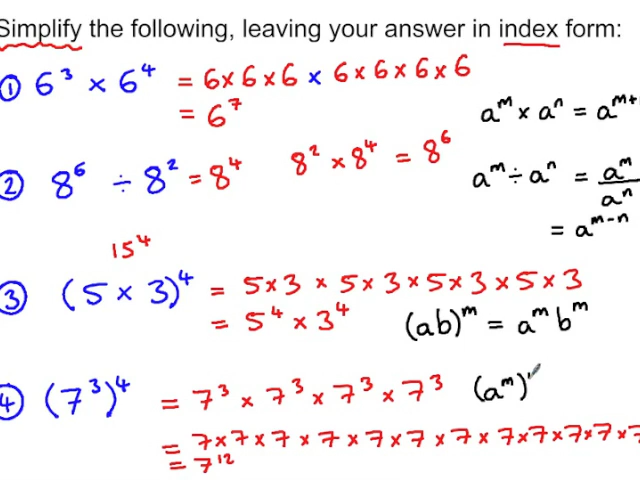 Simplify the following, leaving your answer in index form:
① 6³ × 6⁴ = 6 × 6 × 6 × 6 × 6 × 6 × 6
= 6⁷
aᵐ × aⁿ = aᵐ⁺
② 8⁶ ÷ 8² = 8⁴
8² × 8⁴ = 8⁶
aᵐ ÷ aⁿ = aᵐ/aⁿ
= aᵐ⁻ⁿ
15⁴
③ (5 × 3)⁴ = 5×3 × 5×3 × 5×3 × 5×3
= 5⁴ × 3⁴
(ab)ᵐ = aᵐ bᵐ
④ (7³)⁴ = 7³ × 7³ × 7³ × 7³
(aᵐ)
= 7×7×7 × 7×7×7 × 7×7×7×7×7×7
= 7¹²